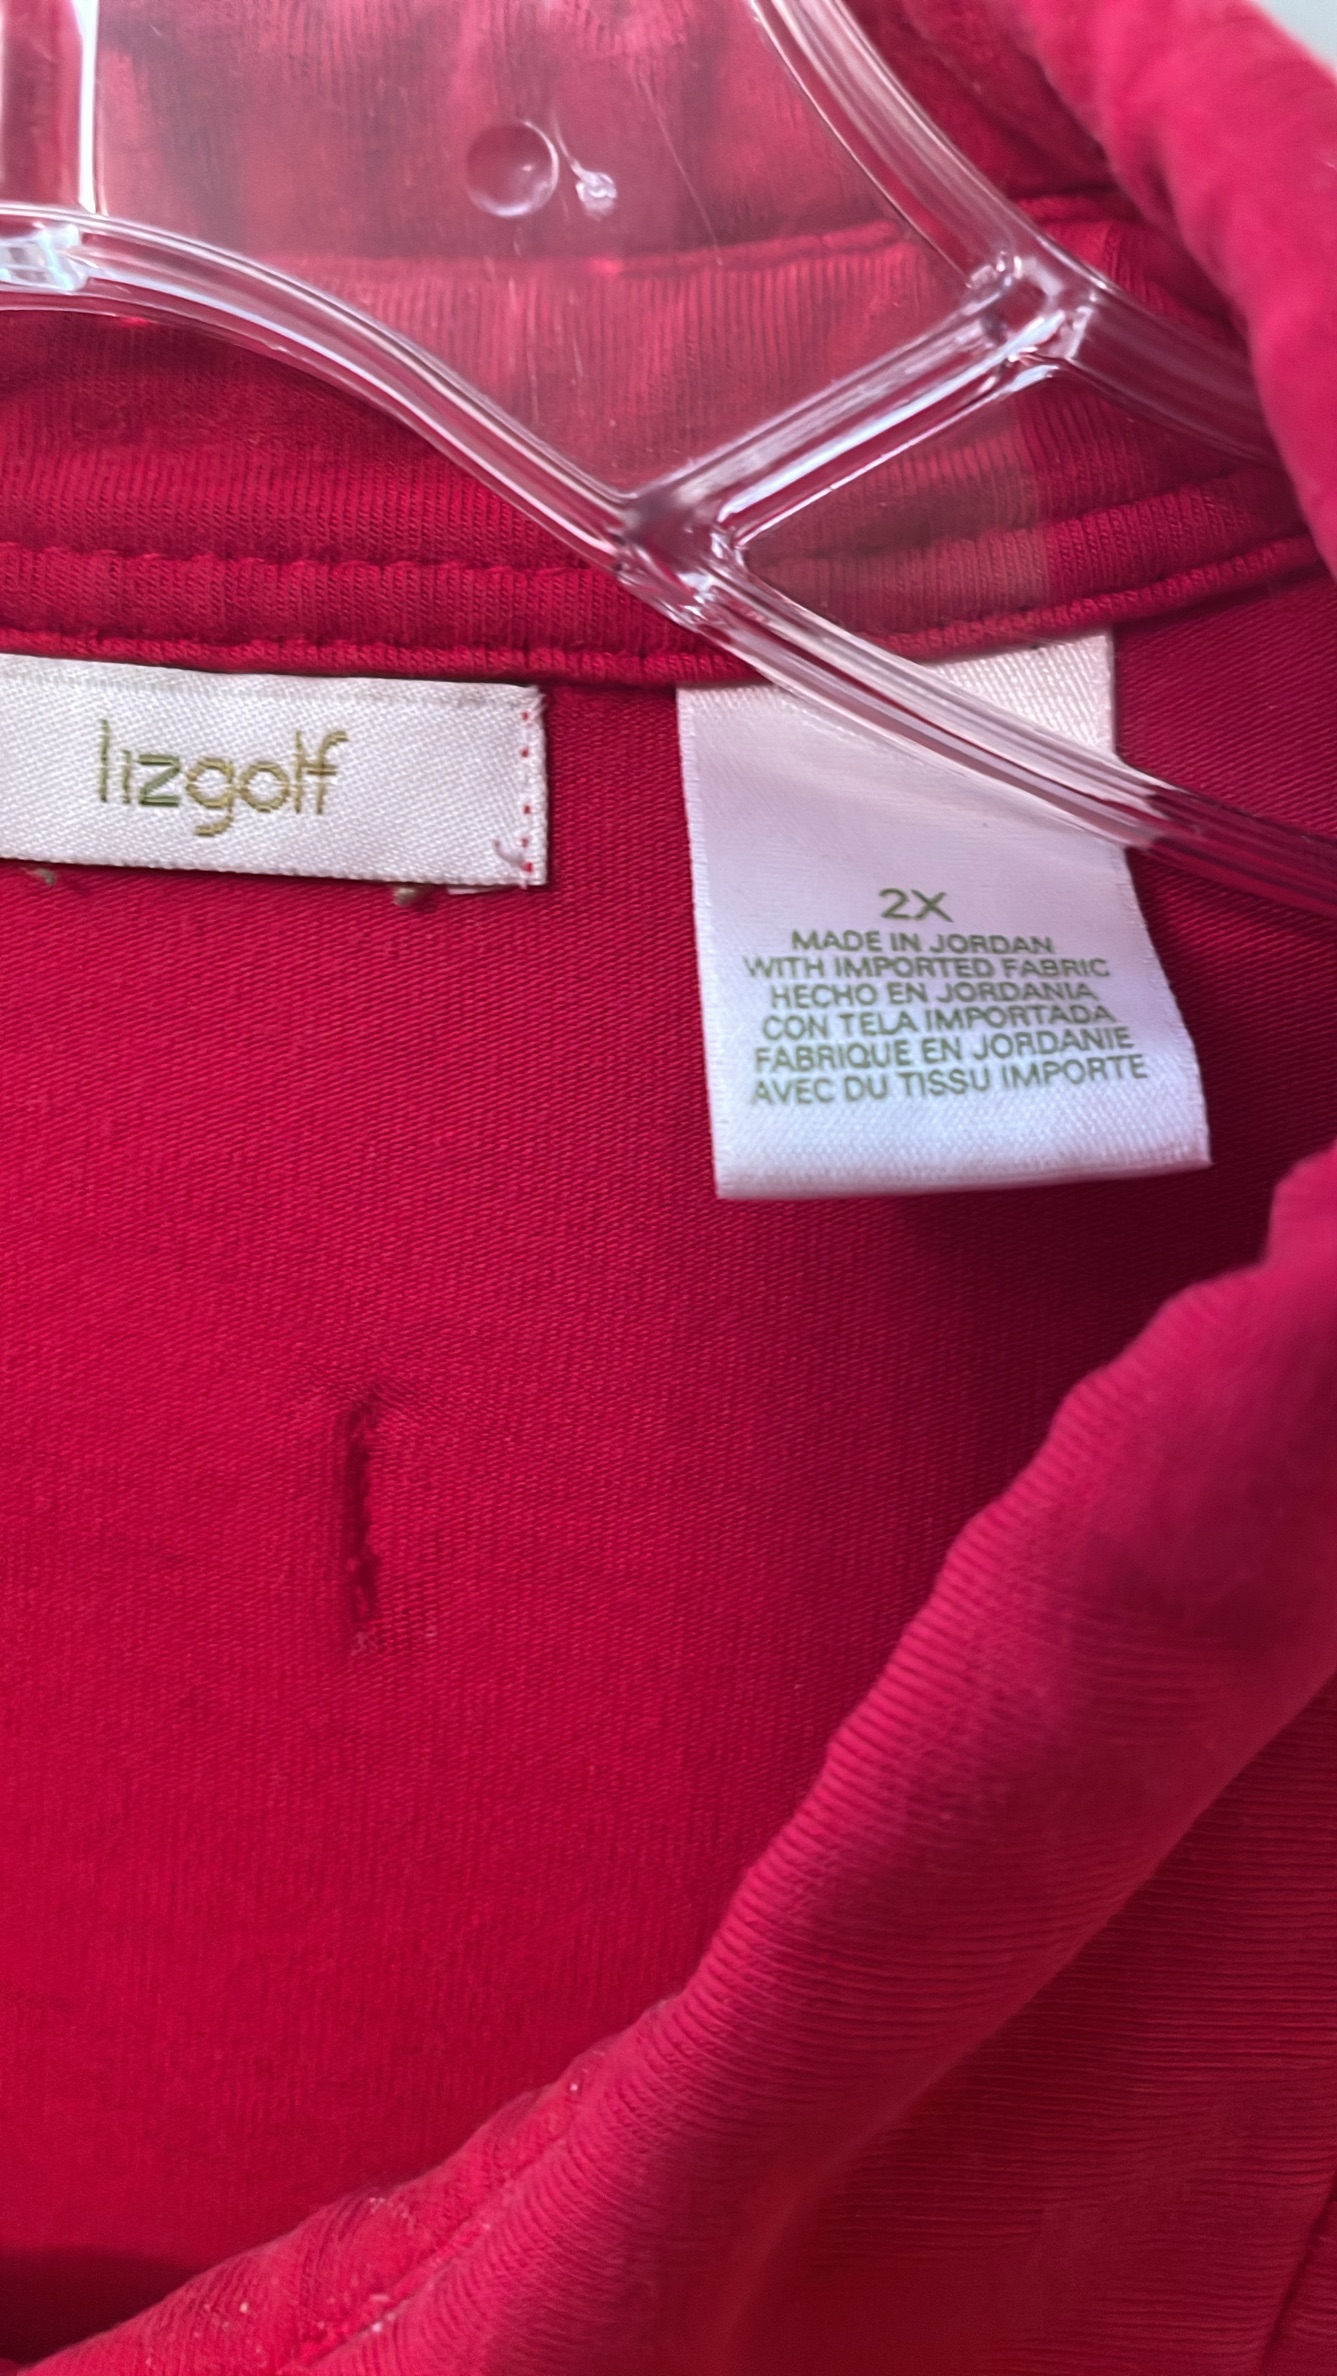 lizgolf
2X
MADE IN JORDAN
WITH IMPORTED FABRIC
HECHO EN JORDANIA
CON TELA IMPORTADA
FABRIQUE EN JORDANIE
AVEC DU TISSU IMPORTE